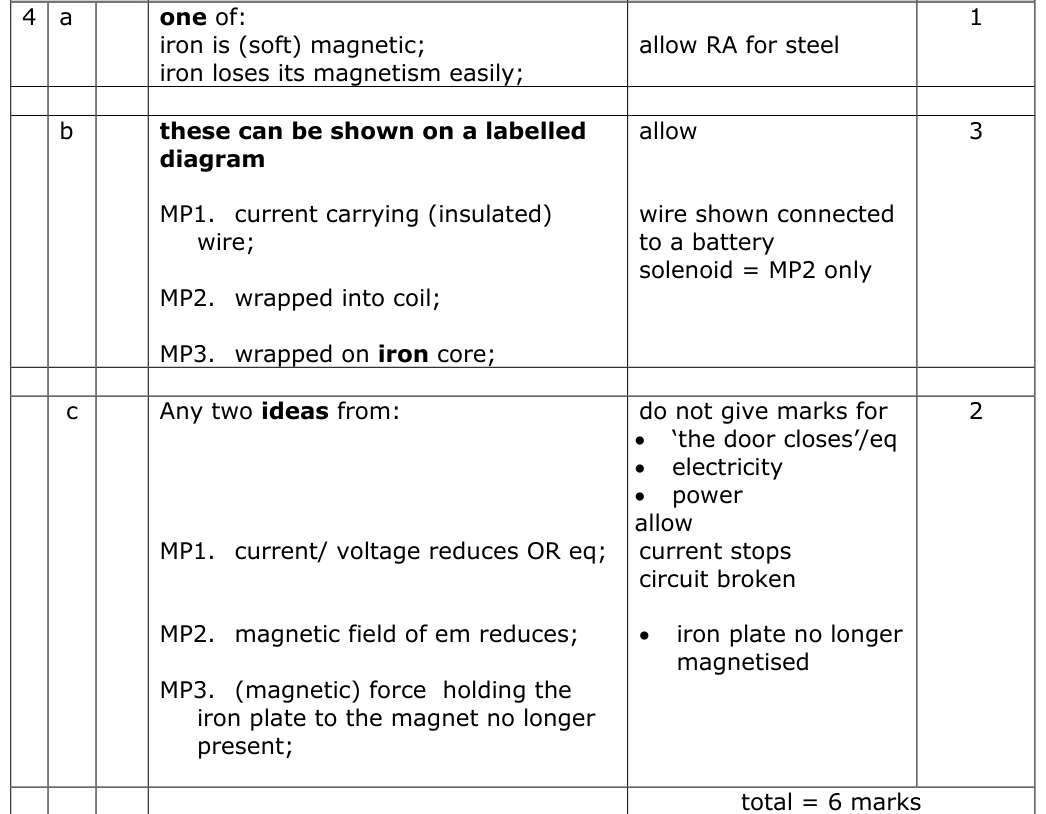 4 a one of: 1
iron is (soft) magnetic; allow RA for steel
iron loses its magnetism easily;
b these can be shown on a labelled allow 3
diagram
MP1. current carrying (insulated) wire shown connected
wire; to a battery
solenoid = MP2 only
MP2. wrapped into coil;
MP3. wrapped on iron core;
c Any two ideas from: do not give marks for 2
• ‘the door closes’/eq
• electricity
• power
allow
MP1. current/ voltage reduces OR eq; current stops
circuit broken
MP2. magnetic field of em reduces; • iron plate no longer
magnetised
MP3. (magnetic) force holding the
iron plate to the magnet no longer
present;
total = 6 marks